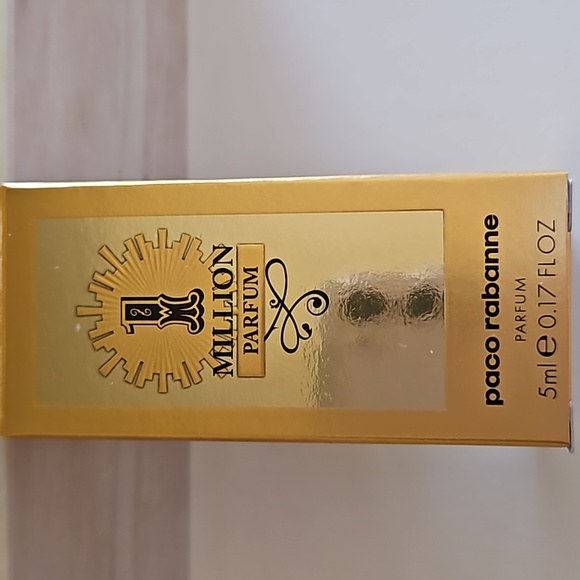 1
MILLION
PARFUM
paco rabanne
PARFUM
5ml e 0.17 FL OZ